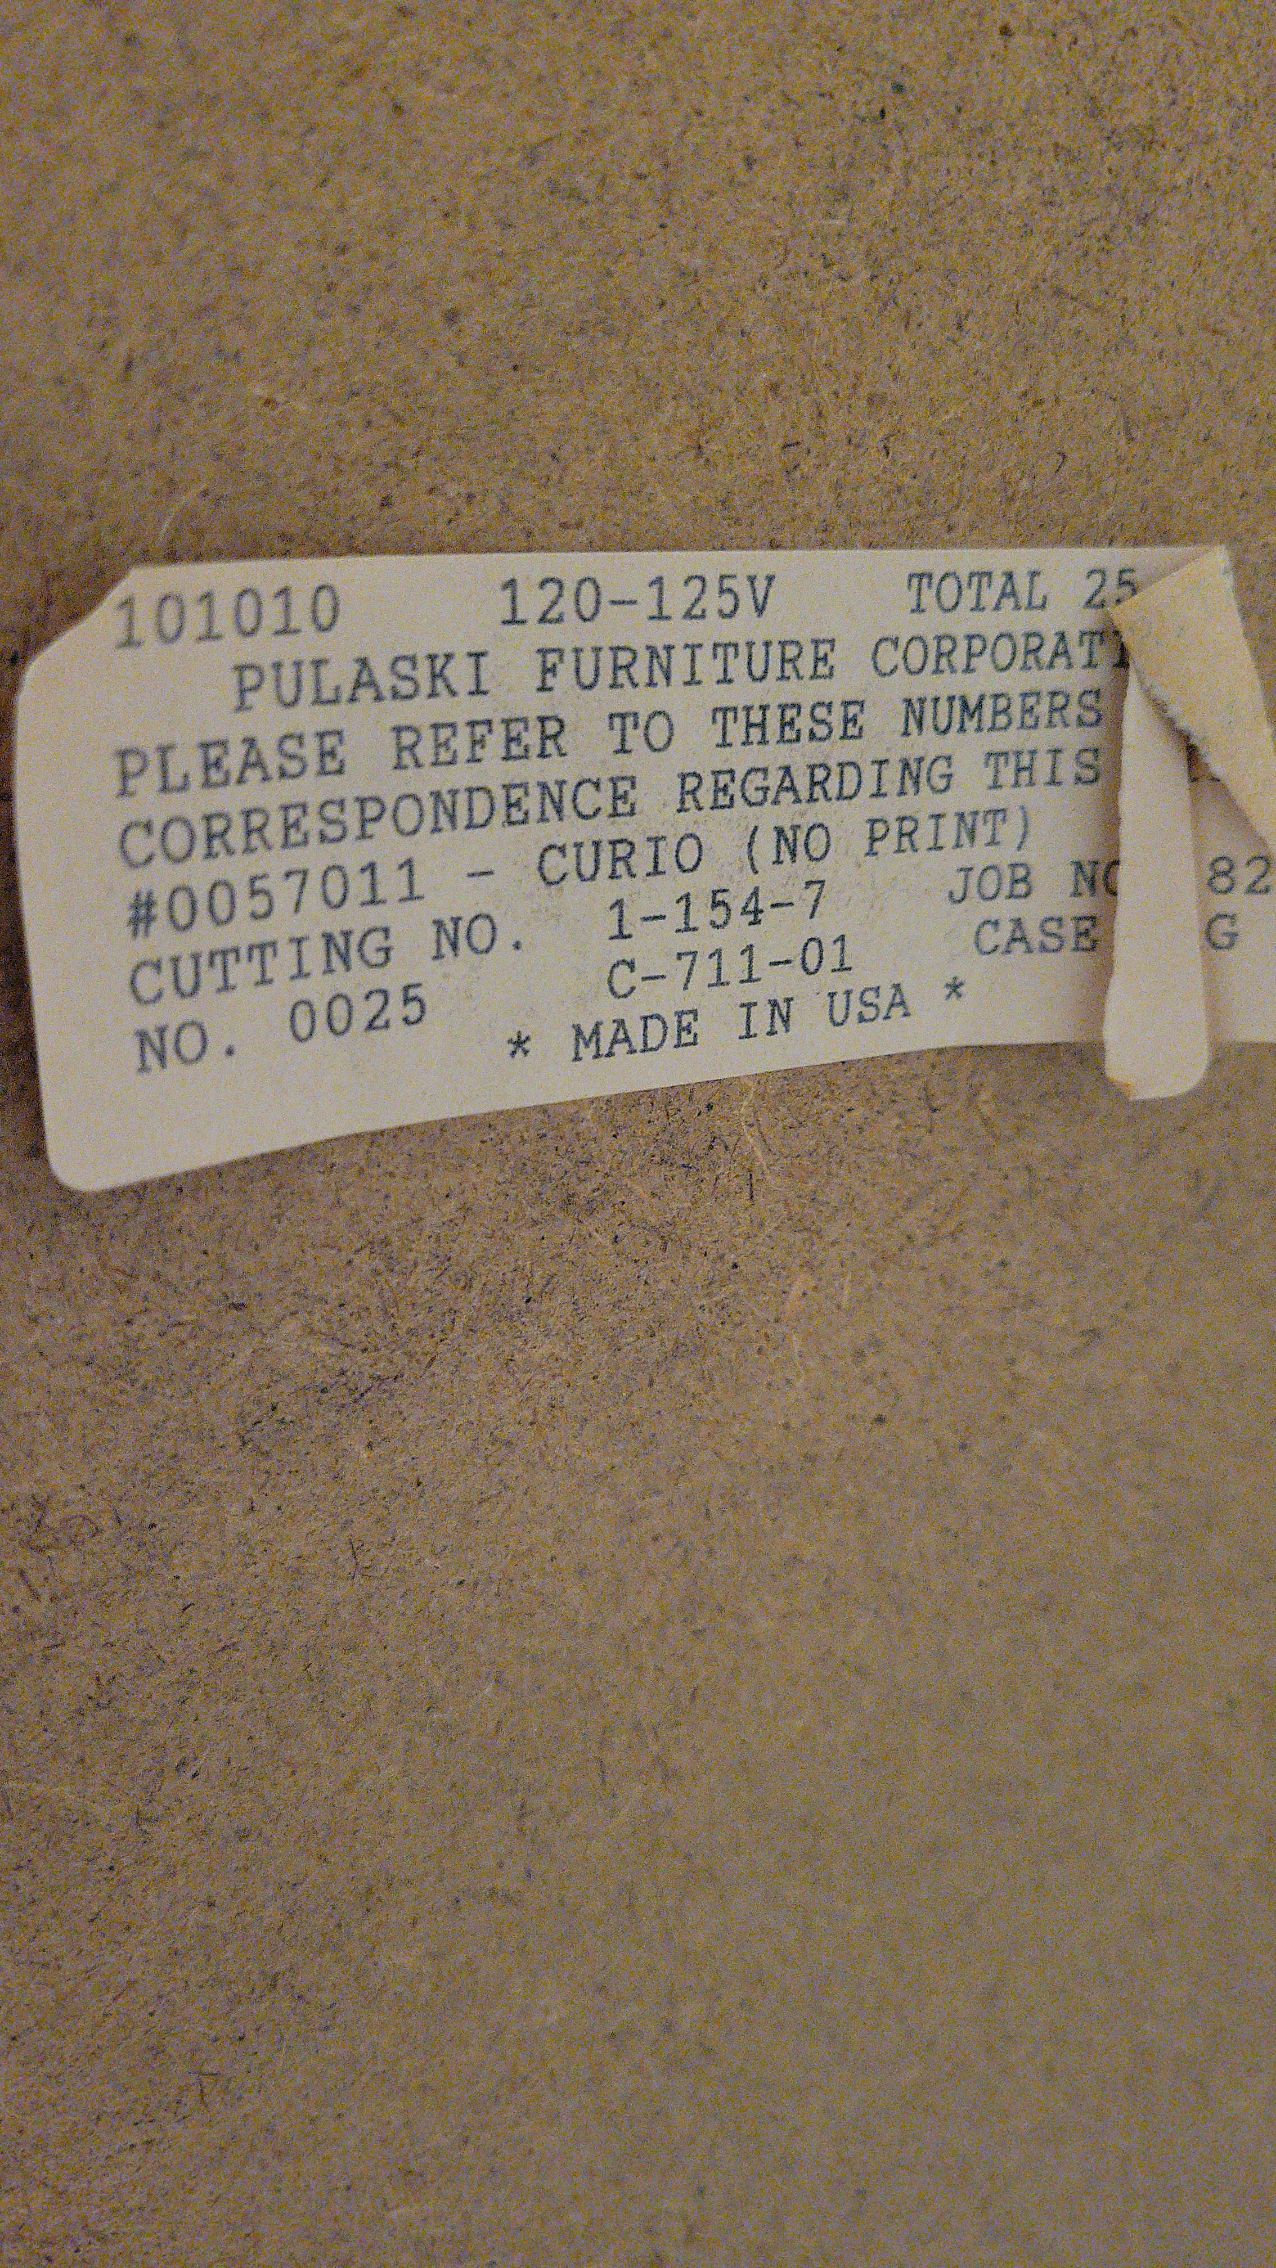 101010 120-125V TOTAL 25
PULASKI FURNITURE CORPORATI
PLEASE REFER TO THESE NUMBERS
CORRESPONDENCE REGARDING THIS
#0057011 - CURIO (NO PRINT)
CUTTING NO. 1-154-7 JOB NO 82
NO. 0025 C-711-01 CASE G
* MADE IN USA *